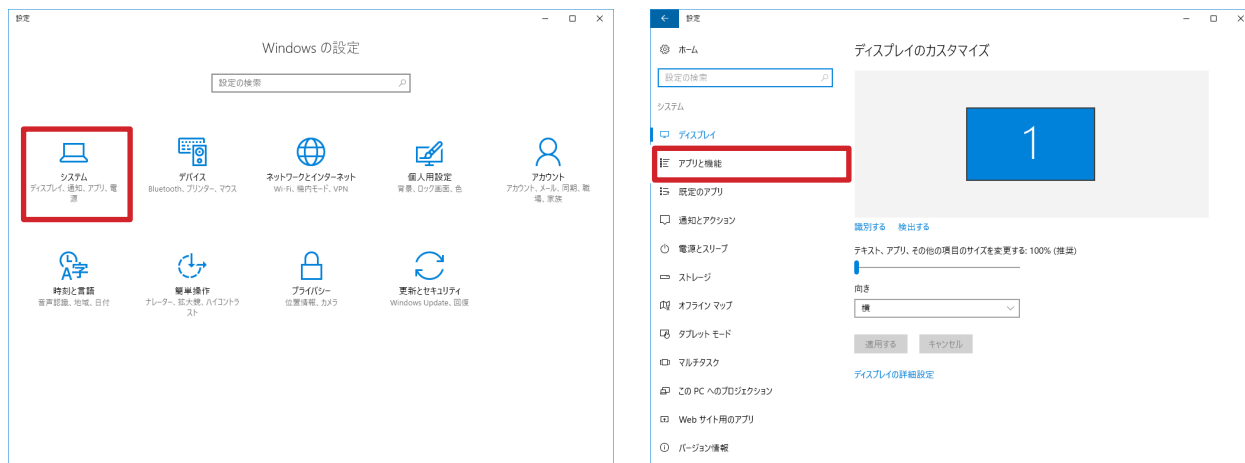 設定
Windows の設定
設定の検索
システム
ディスプレイ、通知、アプリ、電
源
デバイス
Bluetooth、プリンター、マウス
ネットワークとインターネット
Wi-Fi、機内モード、VPN
個人用設定
背景、ロック画面、色
アカウント
アカウント、メール、同期、職
場、家族
時刻と言語
音声認識、地域、日付
簡単操作
ナレーター、拡大鏡、ハイコントラ
スト
プライバシー
位置情報、カメラ
更新とセキュリティ
Windows Update、回復
設定
ホーム
設定の検索
システム
ディスプレイ
アプリと機能
既定のアプリ
通知とアクション
電源とスリープ
ストレージ
オフライン マップ
タブレット モード
マルチタスク
この PC へのプロジェクション
Web サイト用のアプリ
バージョン情報
ディスプレイのカスタマイズ
1
識別する 検出する
テキスト、アプリ、その他の項目のサイズを変更する: 100% (推奨)
向き
横
適用する キャンセル
ディスプレイの詳細設定